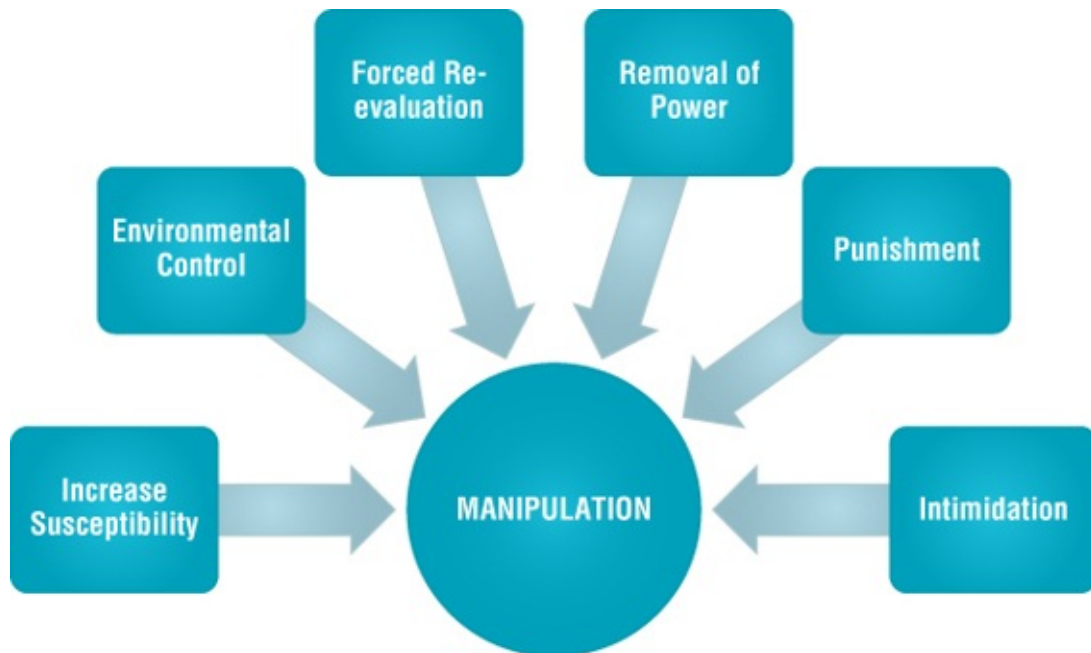 Forced Re-
evaluation
Removal of
Power
Environmental
Control
Punishment
Increase
Susceptibility
MANIPULATION
Intimidation